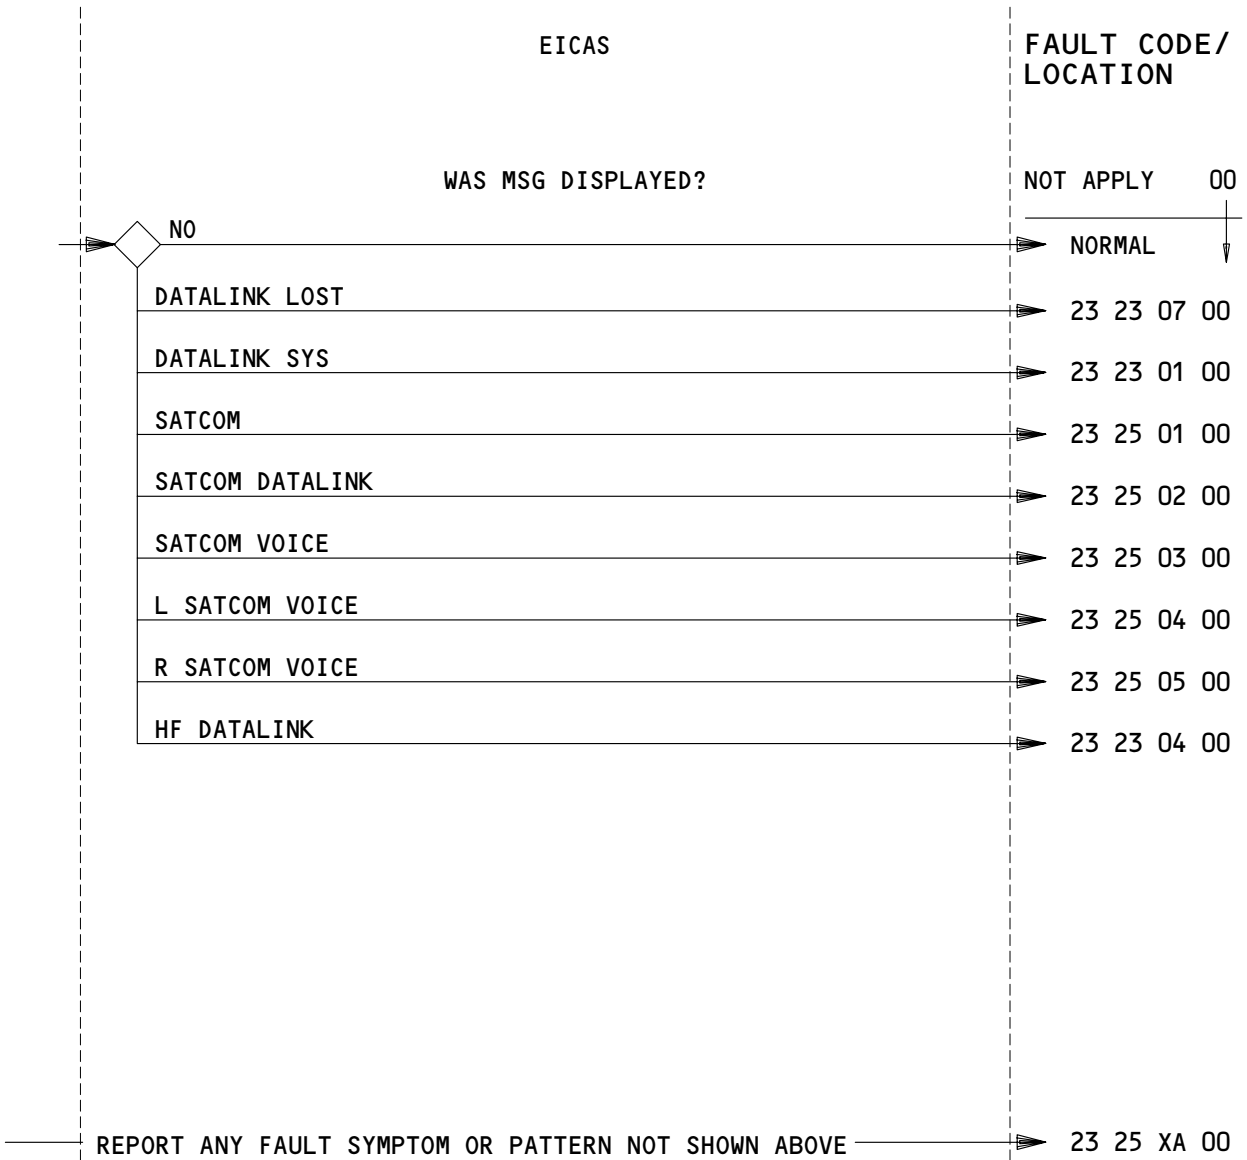 EICAS
FAULT CODE/
LOCATION
WAS MSG DISPLAYED?
NOT APPLY 00
NO
NORMAL
DATALINK LOST
23 23 07 00
DATALINK SYS
23 23 01 00
SATCOM
23 25 01 00
SATCOM DATALINK
23 25 02 00
SATCOM VOICE
23 25 03 00
L SATCOM VOICE
23 25 04 00
R SATCOM VOICE
23 25 05 00
HF DATALINK
23 23 04 00
REPORT ANY FAULT SYMPTOM OR PATTERN NOT SHOWN ABOVE
23 25 XA 00